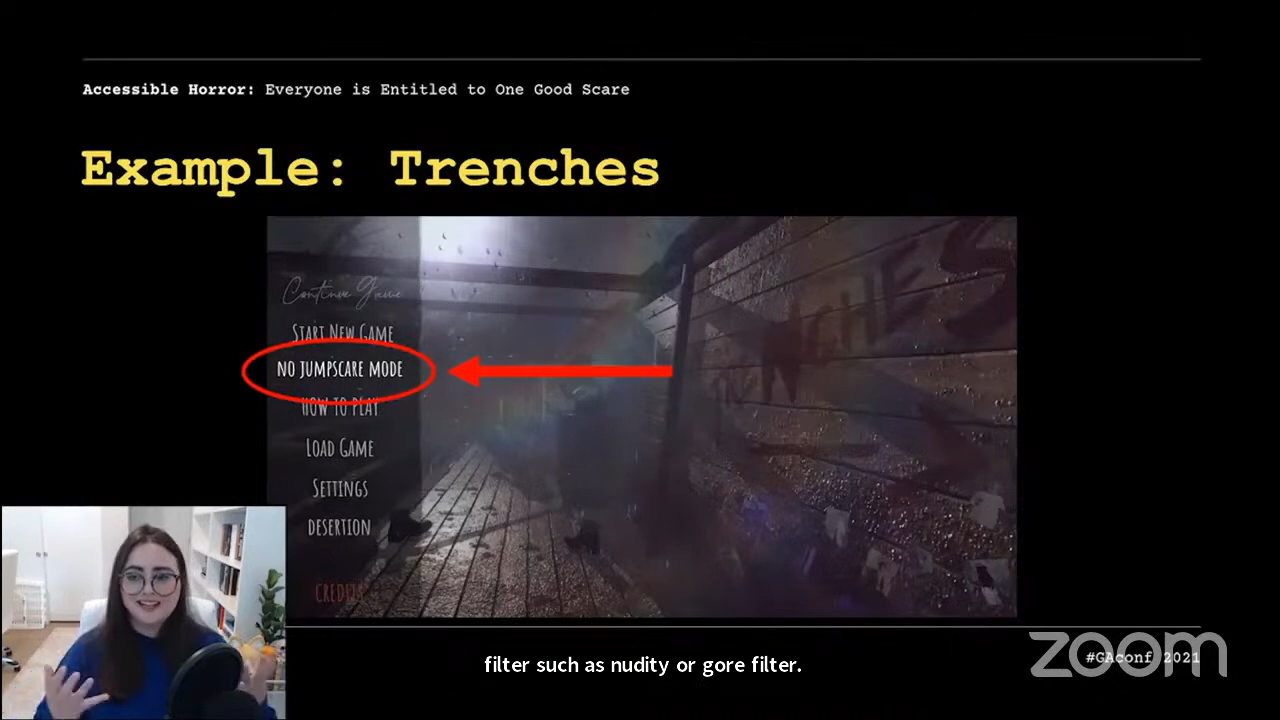 Accessible Horror: Everyone is Entitled to One Good Scare
Example: Trenches
Continue Game
START NEW GAME
NO JUMPSCARE MODE
HOW TO PLAY
LOAD GAME
SETTINGS
DESERTION
CREDITS
TRENCHES
filter such as nudity or gore filter.
#GAconf 2021
zoom